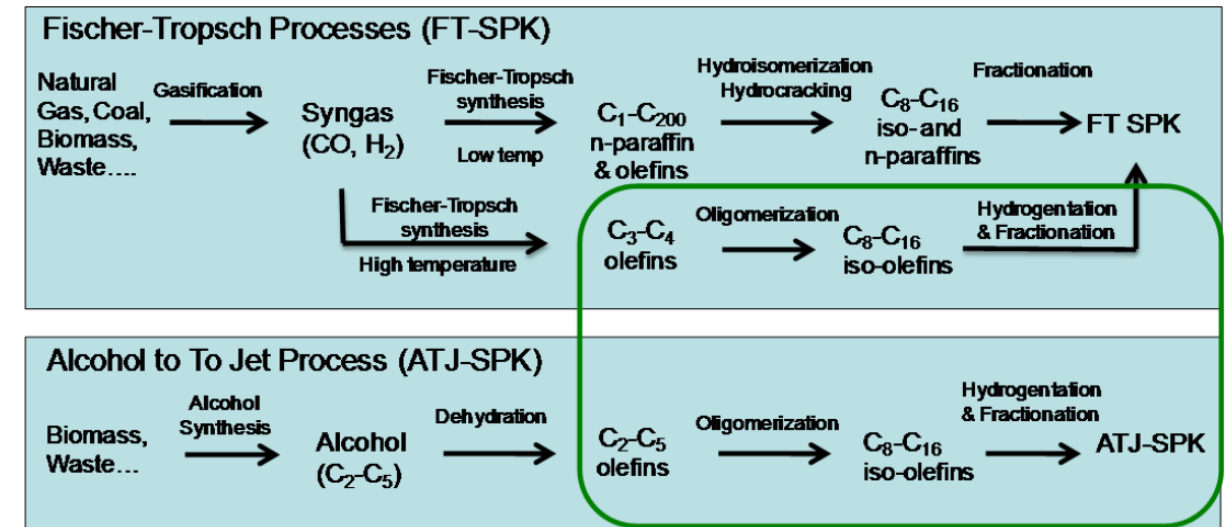 Fischer-Tropsch Processes (FT-SPK)
Natural
Gas, Coal,
Biomass,
Waste....
Gasification
Syngas
(CO, H₂)
Fischer-Tropsch
synthesis
Low temp
C₁-C₂₀₀
n-paraffin
& olefins
Hydroisomerization
Hydrocracking
C₈-C₁₆
iso-and
n-paraffins
Fractionation
FT SPK
Fischer-Tropsch
synthesis
High temperature
C₃-C₄
olefins
Oligomerization
C₈-C₁₆
iso-olefins
Hydrogentation
& Fractionation
Alcohol to To Jet Process (ATJ-SPK)
Biomass,
Waste...
Alcohol
Synthesis
Alcohol
(C₂-C₅)
Dehydration
C₂-C₅
olefins
Oligomerization
C₈-C₁₆
iso-olefins
Hydrogentation
& Fractionation
ATJ-SPK